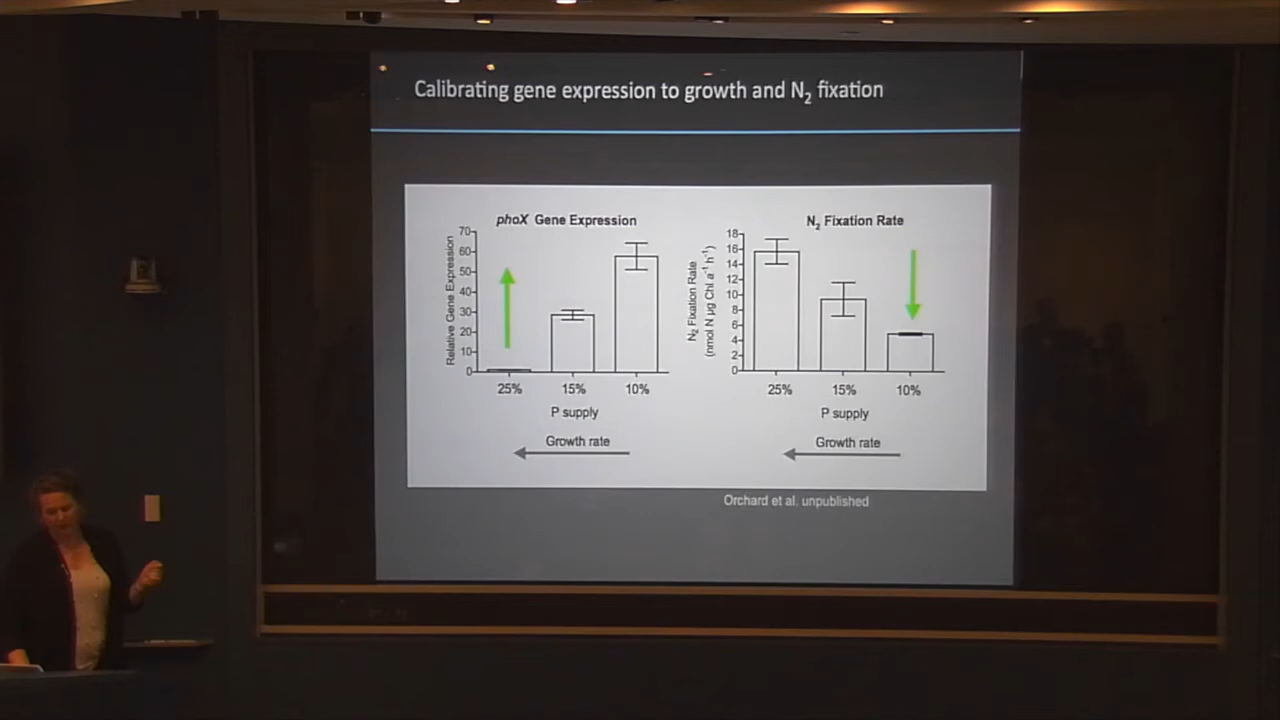 Calibrating gene expression to growth and N₂ fixation
phoX Gene Expression
Relative Gene Expression
70
60
50
40
30
20
10
0
25% 15% 10%
P supply
Growth rate
N₂ Fixation Rate
N₂ Fixation Rate
(nmol N µg Chl a⁻¹ h⁻¹)
18
16
14
12
10
8
6
4
2
0
25% 15% 10%
P supply
Growth rate
Orchard et al. unpublished